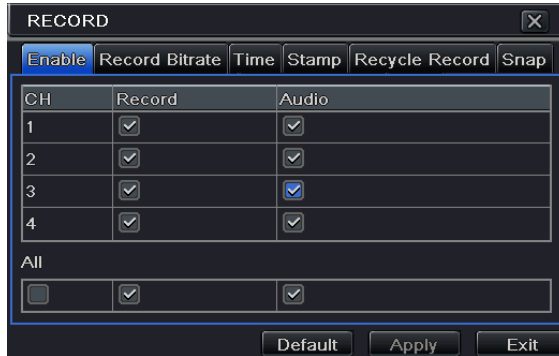 RECORD
Enable Record Bitrate Time Stamp Recycle Record Snap
CH Record Audio
1
2
3
4
All
Default Apply Exit